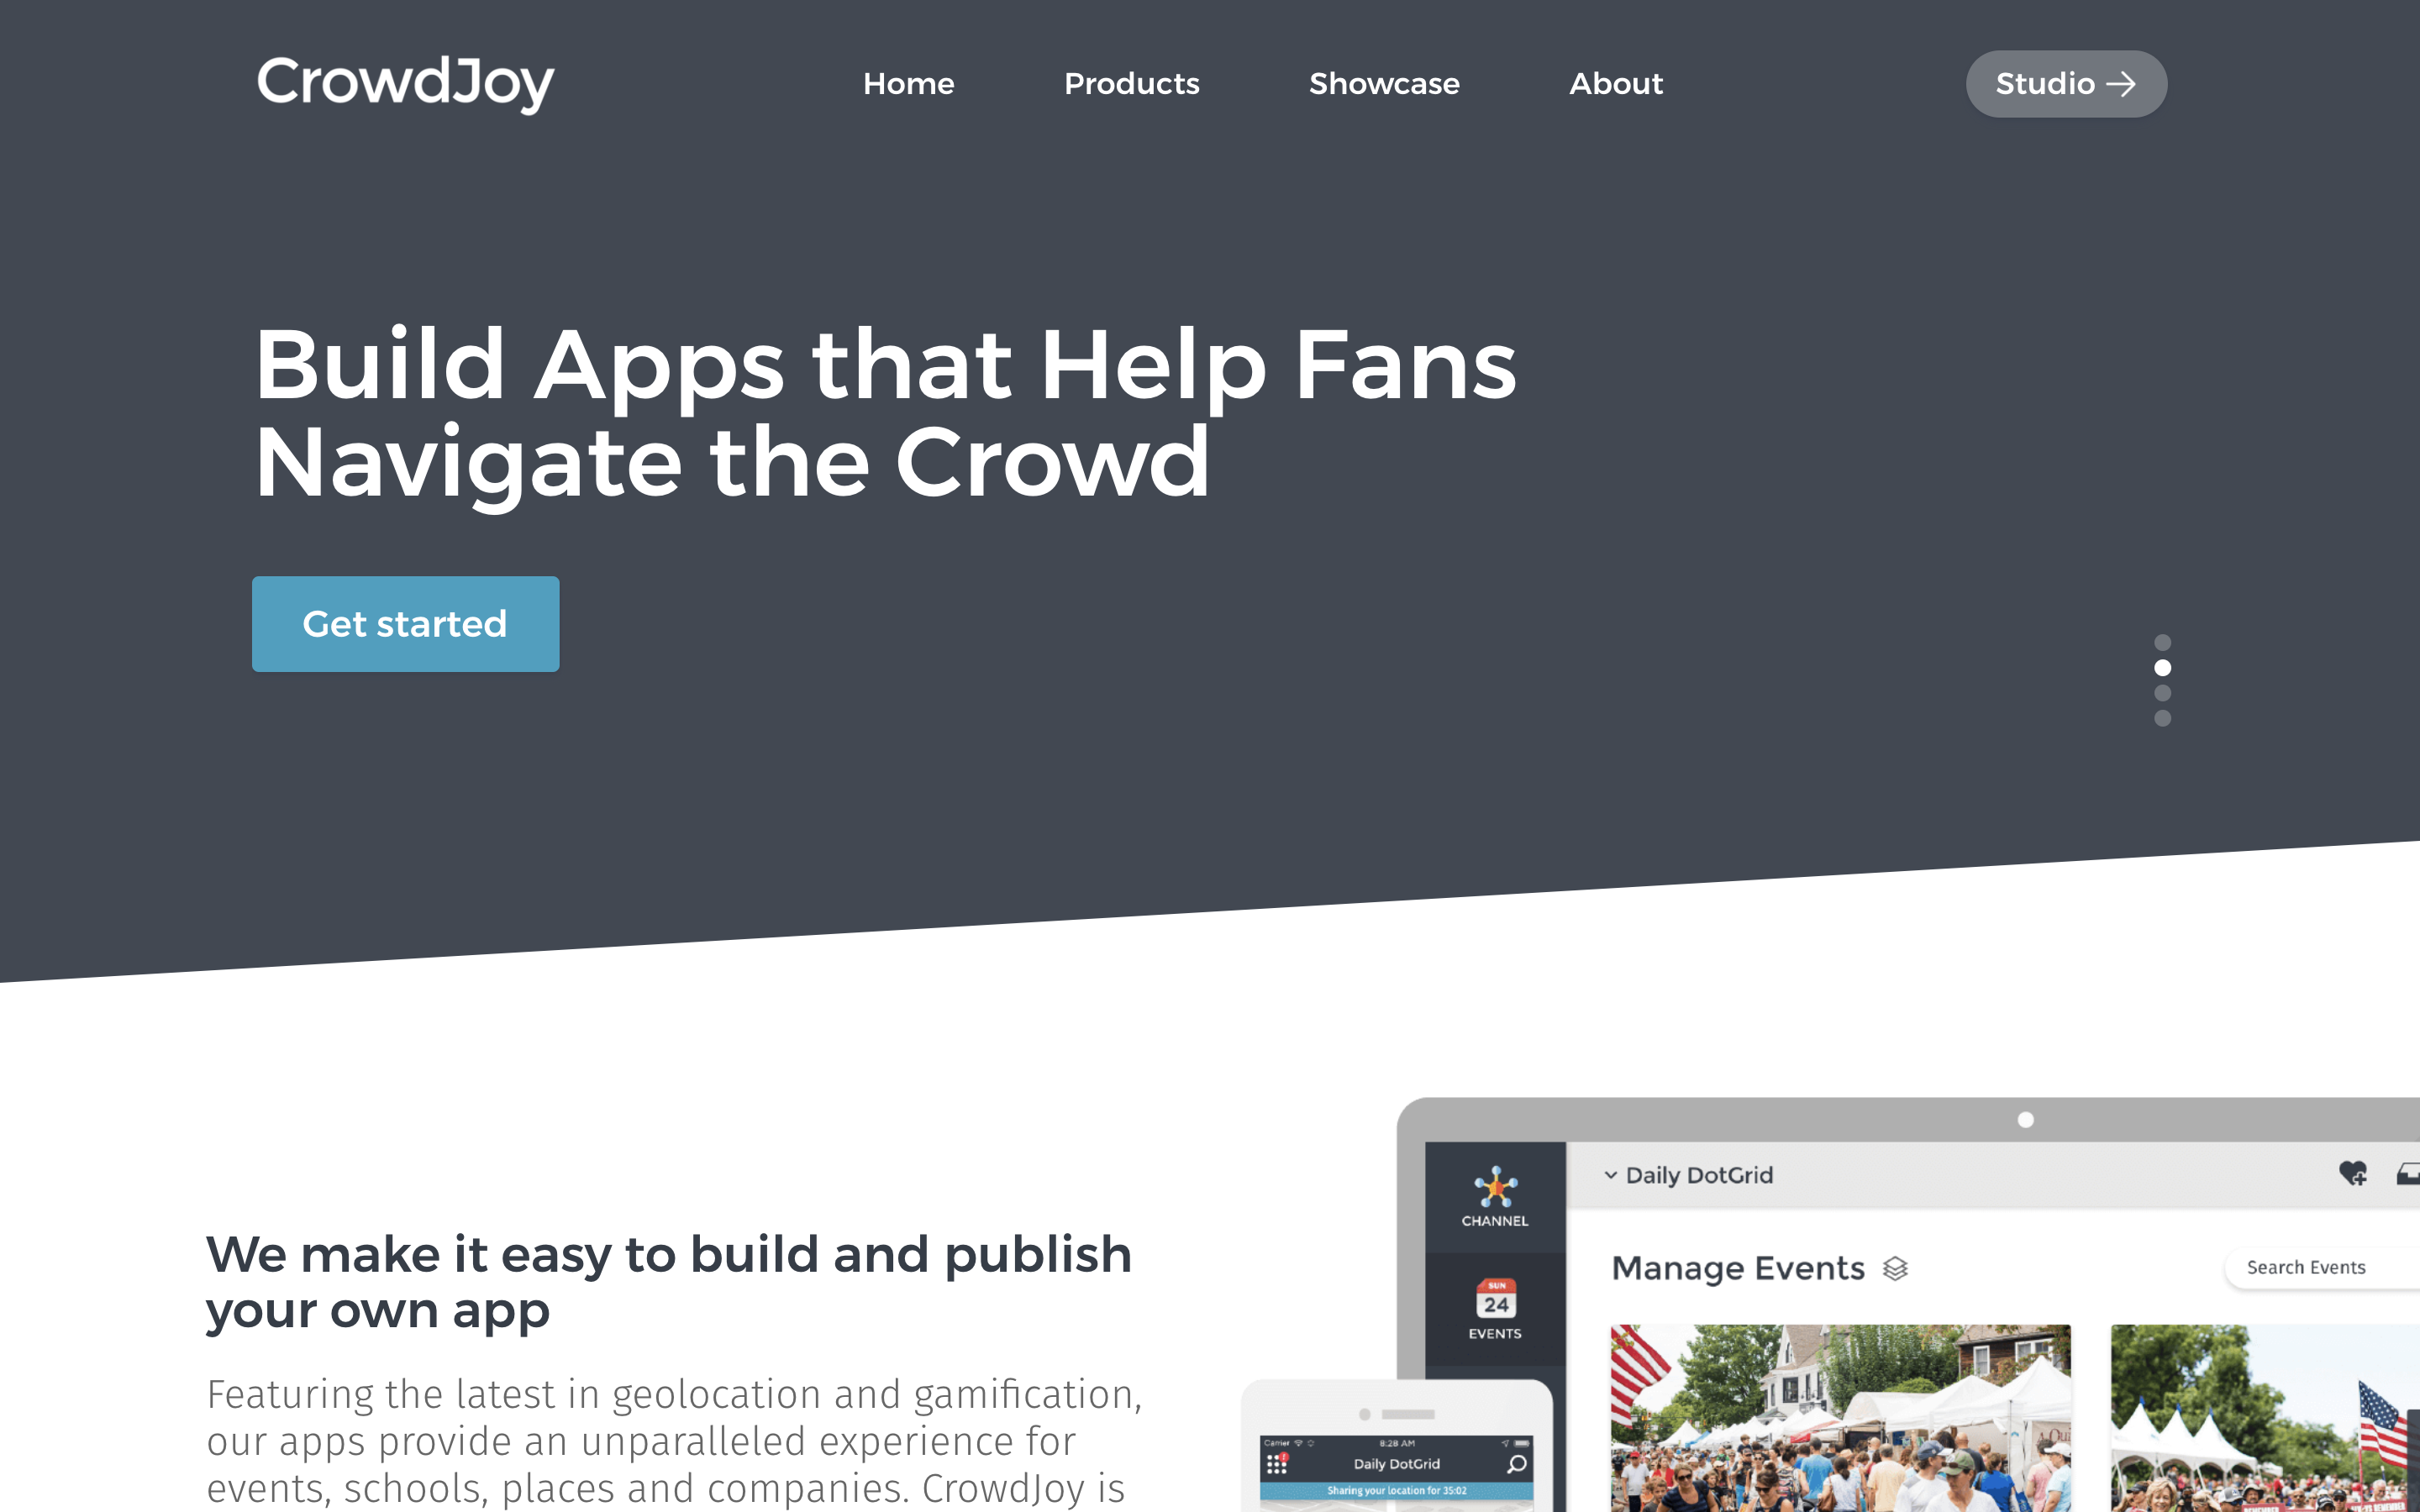 CrowdJoy
Home
Products
Showcase
About
Studio
Build Apps that Help Fans
Navigate the Crowd
Get started
We make it easy to build and publish
your own app
Featuring the latest in geolocation and gamification,
our apps provide an unparalleled experience for
events, schools, places and companies. CrowdJoy is
Daily DotGrid
CHANNEL
Manage Events
Search Events
SUN
24
EVENTS
Carrier
8:28 AM
Daily DotGrid
Sharing your location for 35:02